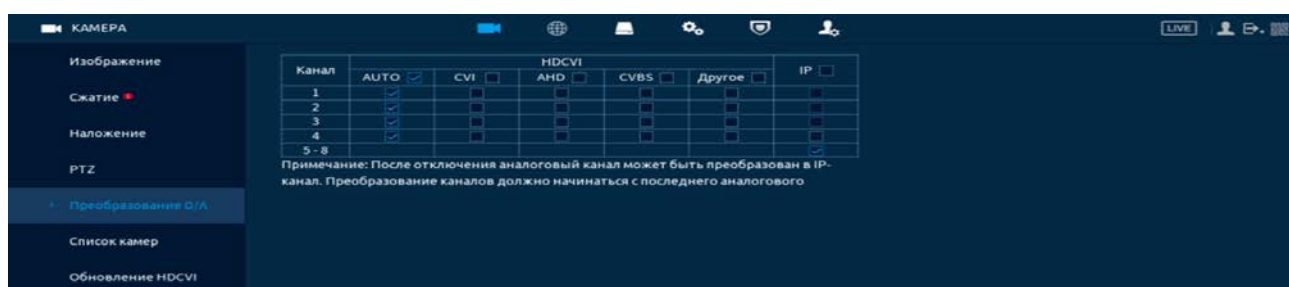 КАМЕРА
LIVE
Изображение
Сжатие
Наложение
PTZ
Преобразование D/A
Список камер
Обновление HDCVI
Канал HDCVI IP
AUTO CVI AHD CVBS Другое
1
2
3
4
5 - 8
Примечание: После отключения аналоговый канал может быть преобразован в IP-
канал. Преобразование каналов должно начинаться с последнего аналогового